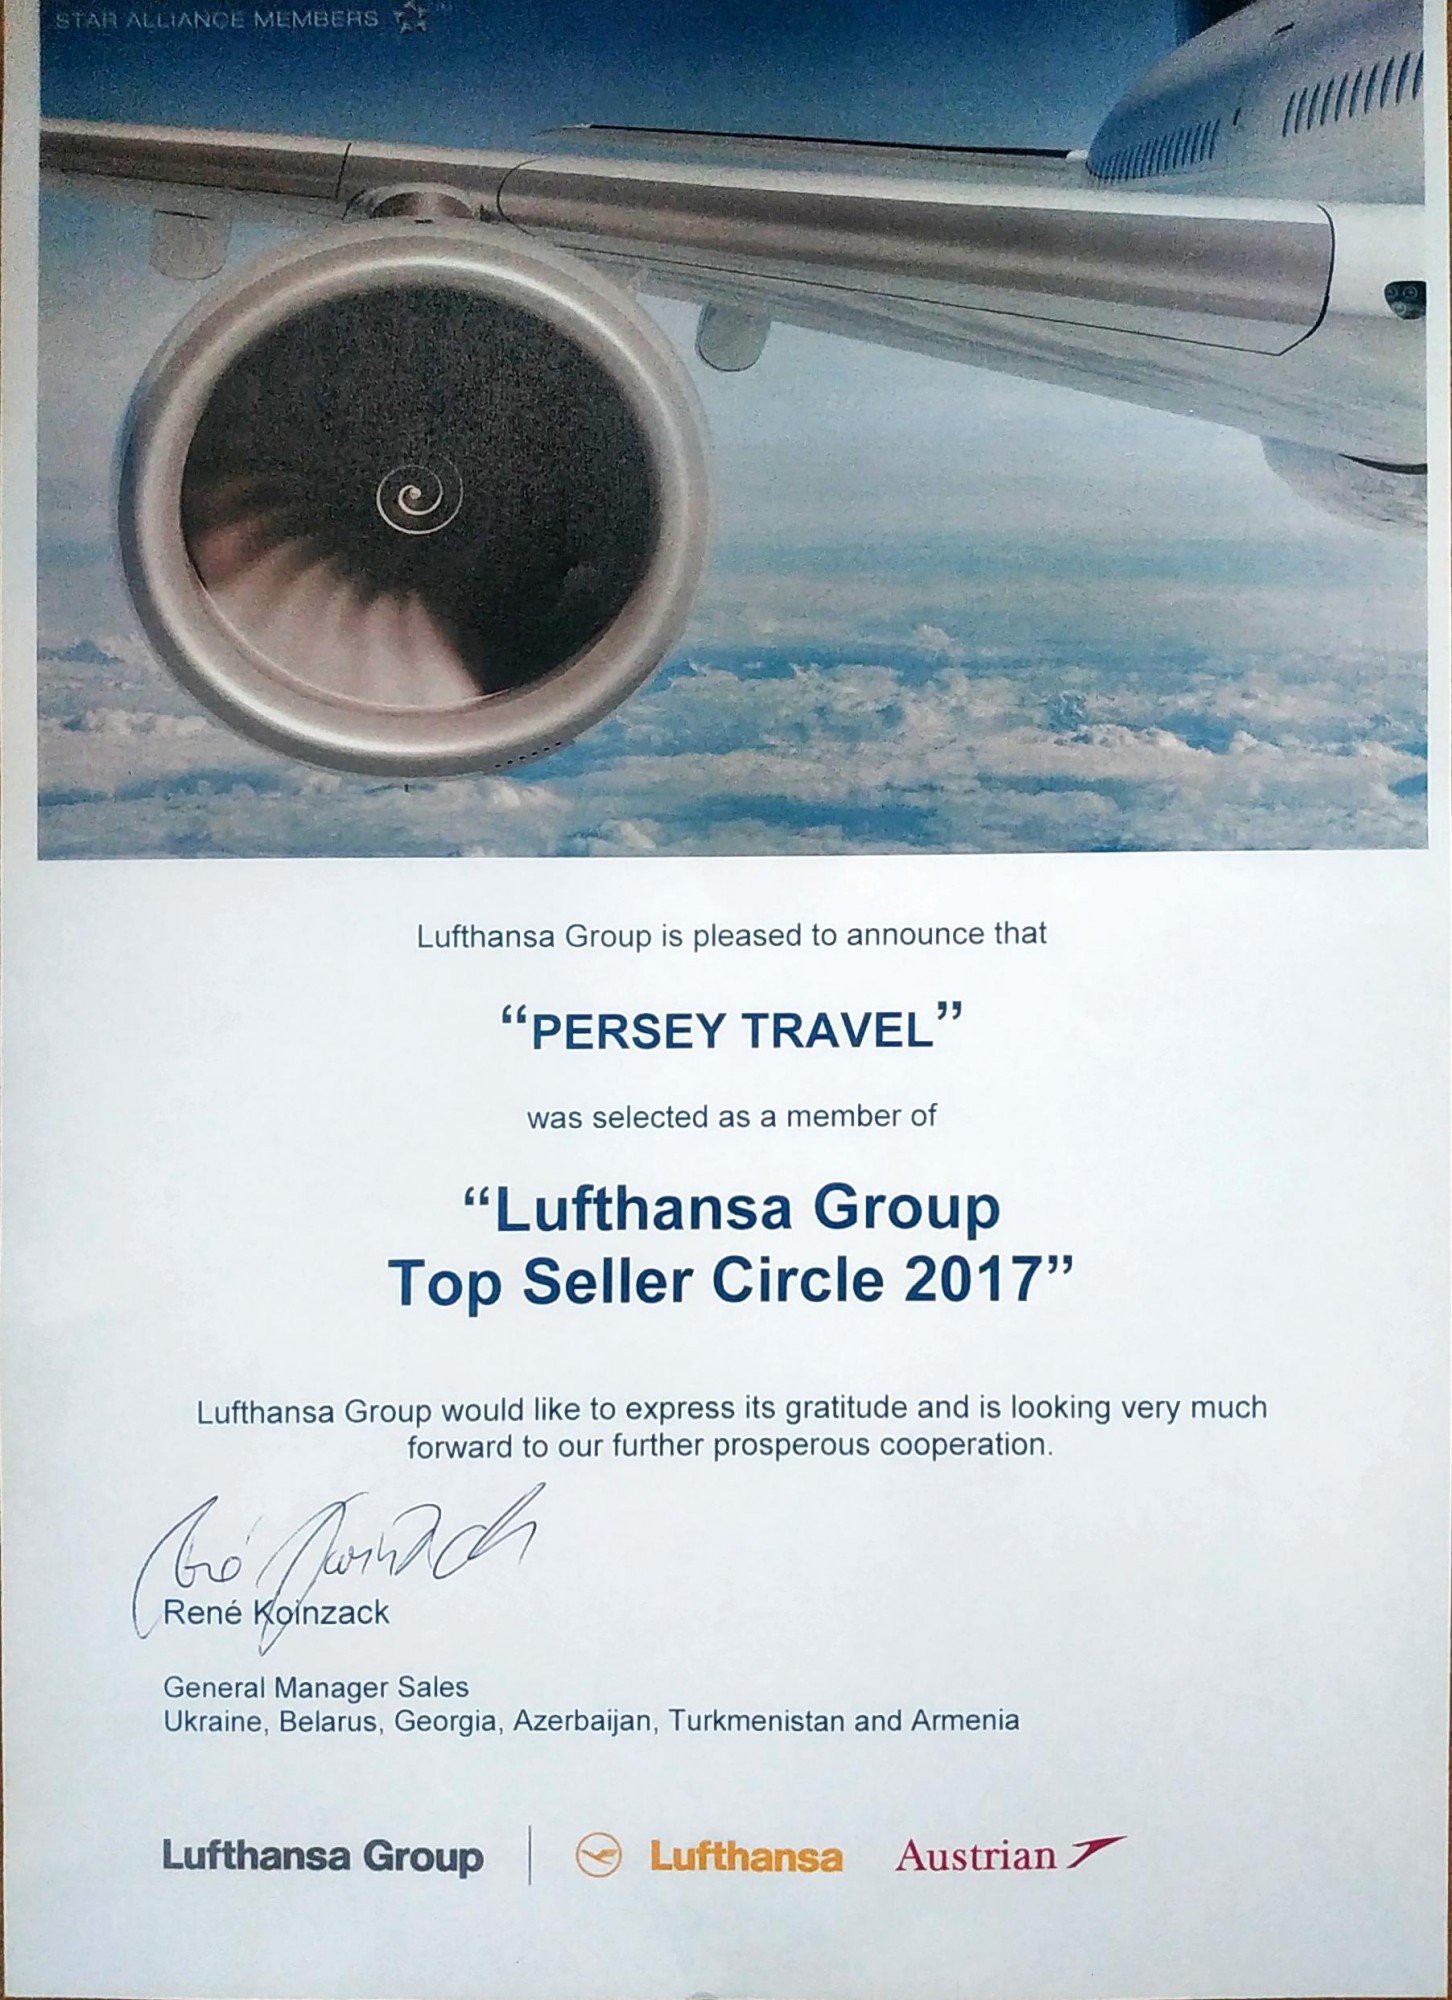 STAR ALLIANCE MEMBERS
Lufthansa Group is pleased to announce that
“PERSEY TRAVEL”
was selected as a member of
“Lufthansa Group
Top Seller Circle 2017”
Lufthansa Group would like to express its gratitude and is looking very much
forward to our further prosperous cooperation.
René Koinzack
René Koinzack
General Manager Sales
Ukraine, Belarus, Georgia, Azerbaijan, Turkmenistan and Armenia
Lufthansa Group Lufthansa Austrian